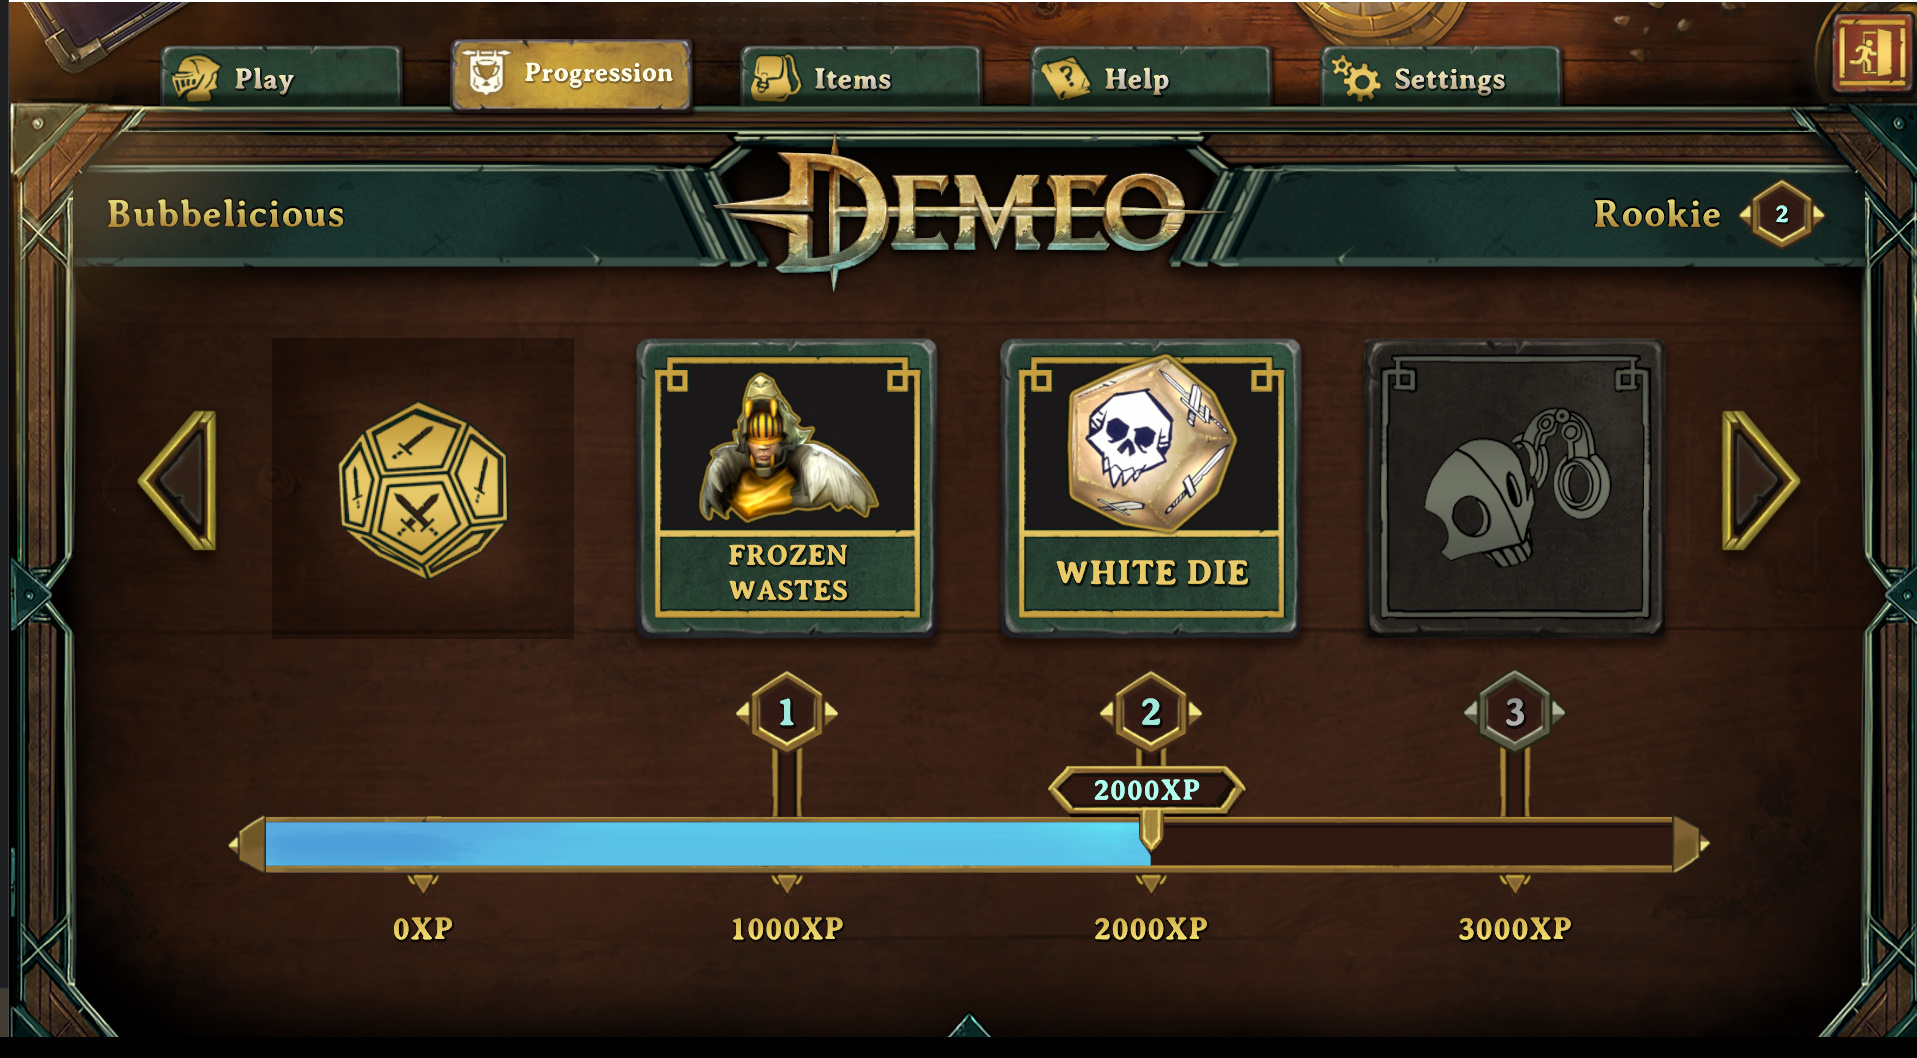 Play
Progression
Items
Help
Settings
Bubbelicious
DEMEO
Rookie
2
FROZEN
WASTES
WHITE DIE
1
2
3
2000XP
0XP
1000XP
2000XP
3000XP